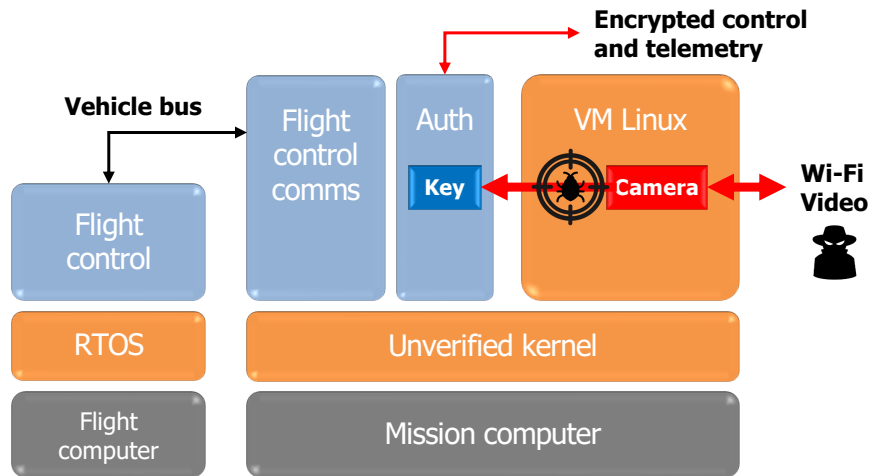 Encrypted control
and telemetry
Vehicle bus
Flight
control
comms
Auth
VM Linux
Key
Camera
Wi-Fi
Video
Flight
control
RTOS
Unverified kernel
Flight
computer
Mission computer